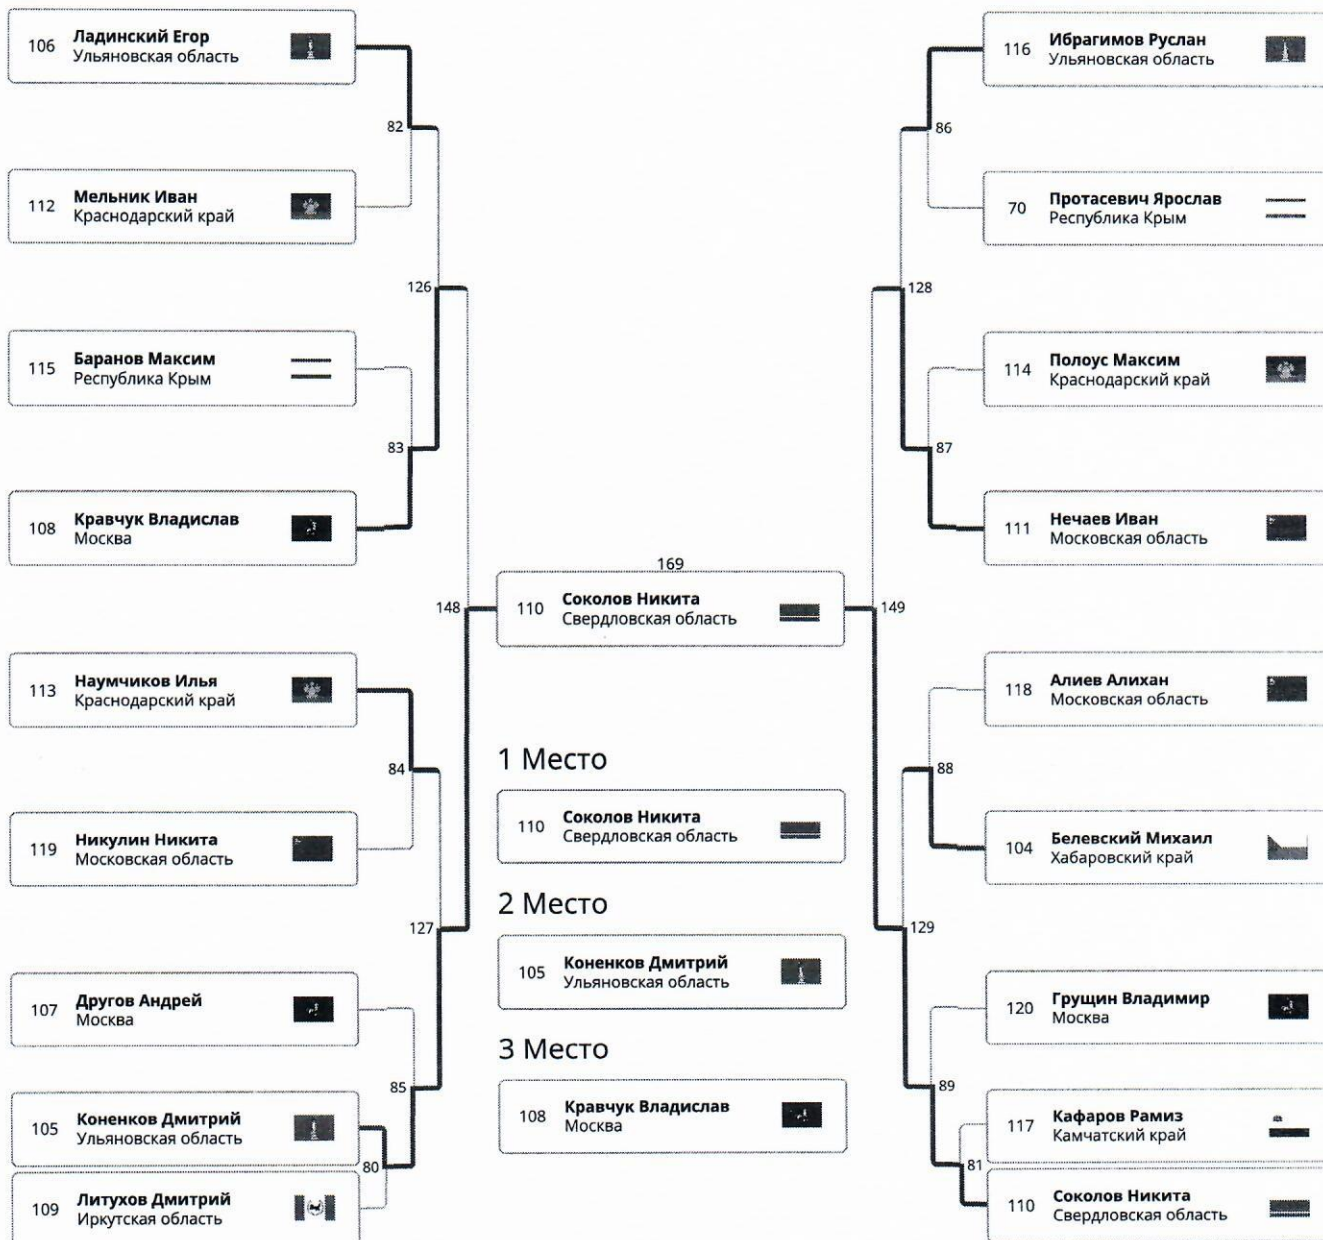 106
Ладинский Егор
Ульяновская область
82
112
Мельник Иван
Краснодарский край
126
115
Баранов Максим
Республика Крым
83
108
Кравчук Владислав
Москва
148
113
Наумчиков Илья
Краснодарский край
84
119
Никулин Никита
Московская область
127
107
Другов Андрей
Москва
85
105
Коненков Дмитрий
Ульяновская область
80
109
Литухов Дмитрий
Иркутская область
169
110
Соколов Никита
Свердловская область
1 Место
110
Соколов Никита
Свердловская область
2 Место
105
Коненков Дмитрий
Ульяновская область
3 Место
108
Кравчук Владислав
Москва
116
Ибрагимов Руслан
Ульяновская область
86
70
Протасевич Ярослав
Республика Крым
128
114
Полоус Максим
Краснодарский край
87
111
Нечаев Иван
Московская область
149
118
Алиев Алихан
Московская область
88
104
Белевский Михаил
Хабаровский край
129
120
Грущин Владимир
Москва
89
117
Кафаров Рамиз
Камчатский край
81
110
Соколов Никита
Свердловская область